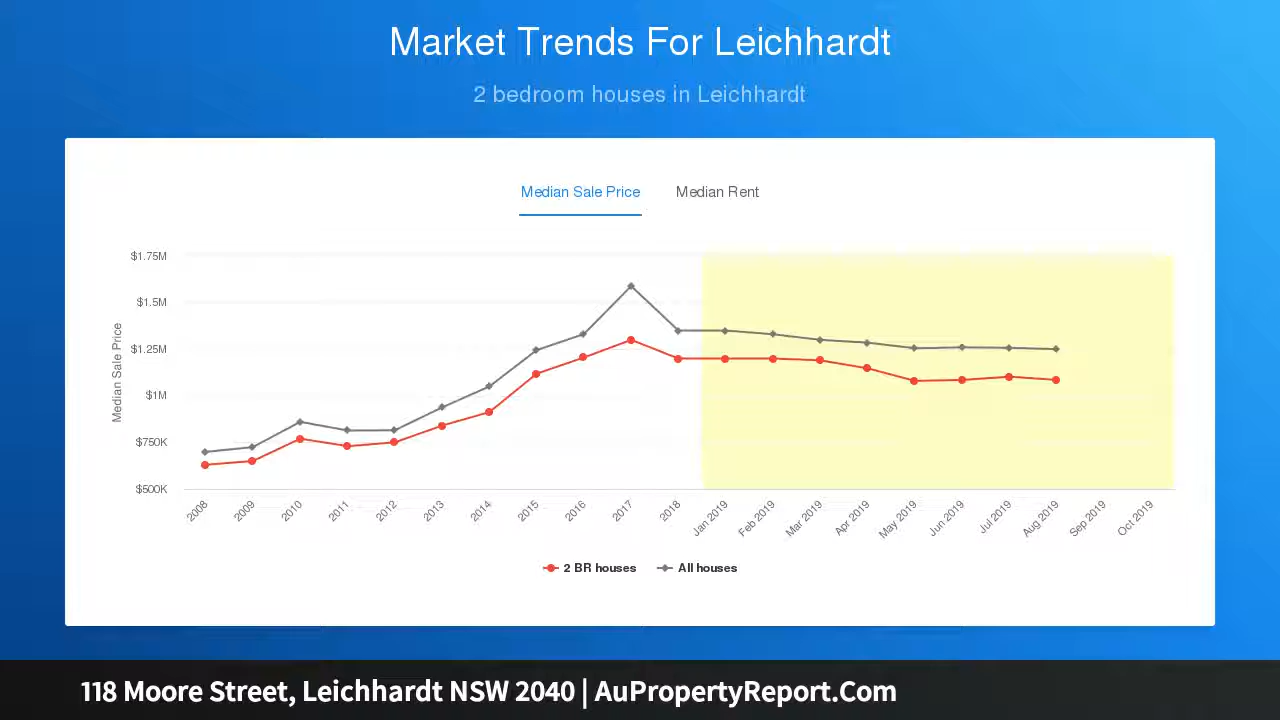 Market Trends For Leichhardt
2 bedroom houses in Leichhardt
Median Sale Price
Median Rent
Median Sale Price
$1.75M
$1.5M
$1.25M
$1M
$750K
$500K
2008
2009
2010
2011
2012
2013
2014
2015
2016
2017
2018
Jan 2019
Feb 2019
Mar 2019
Apr 2019
May 2019
Jun 2019
Jul 2019
Aug 2019
Sep 2019
Oct 2019
2 BR houses
All houses
118 Moore Street, Leichhardt NSW 2040 | AuPropertyReport.Com